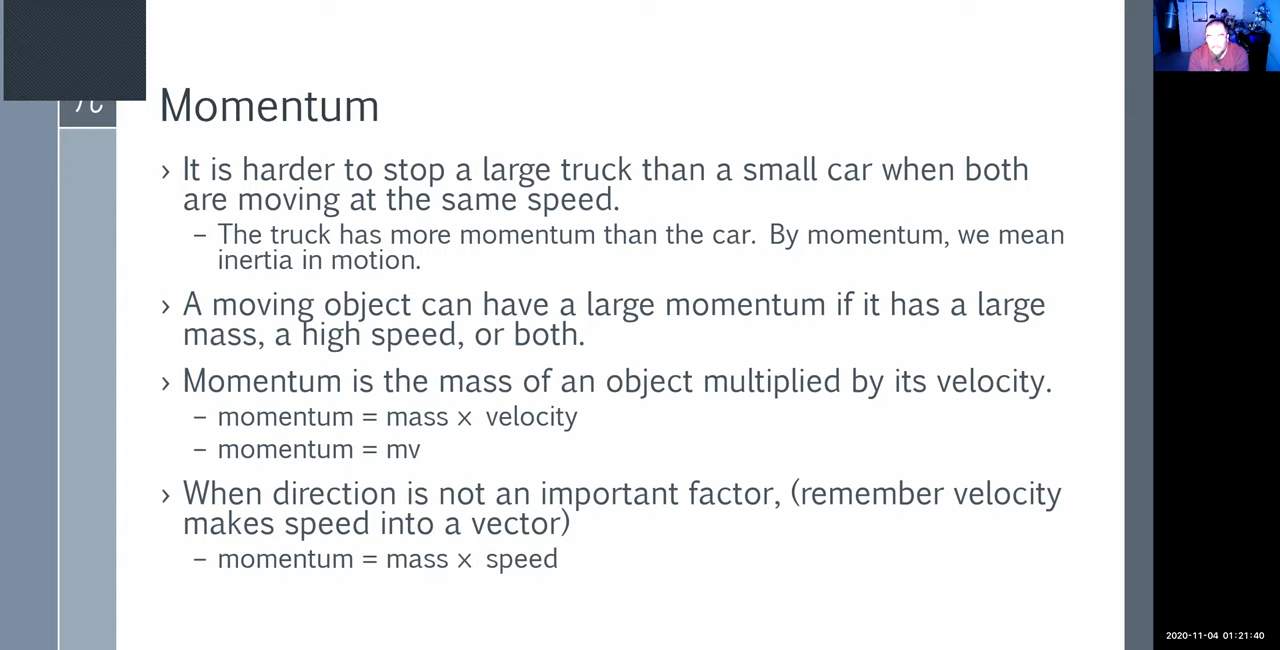 Momentum
› It is harder to stop a large truck than a small car when both
are moving at the same speed.
– The truck has more momentum than the car. By momentum, we mean
inertia in motion.
› A moving object can have a large momentum if it has a large
mass, a high speed, or both.
› Momentum is the mass of an object multiplied by its velocity.
– momentum = mass × velocity
– momentum = mv
› When direction is not an important factor, (remember velocity
makes speed into a vector)
– momentum = mass × speed
2020-11-04 01:21:40